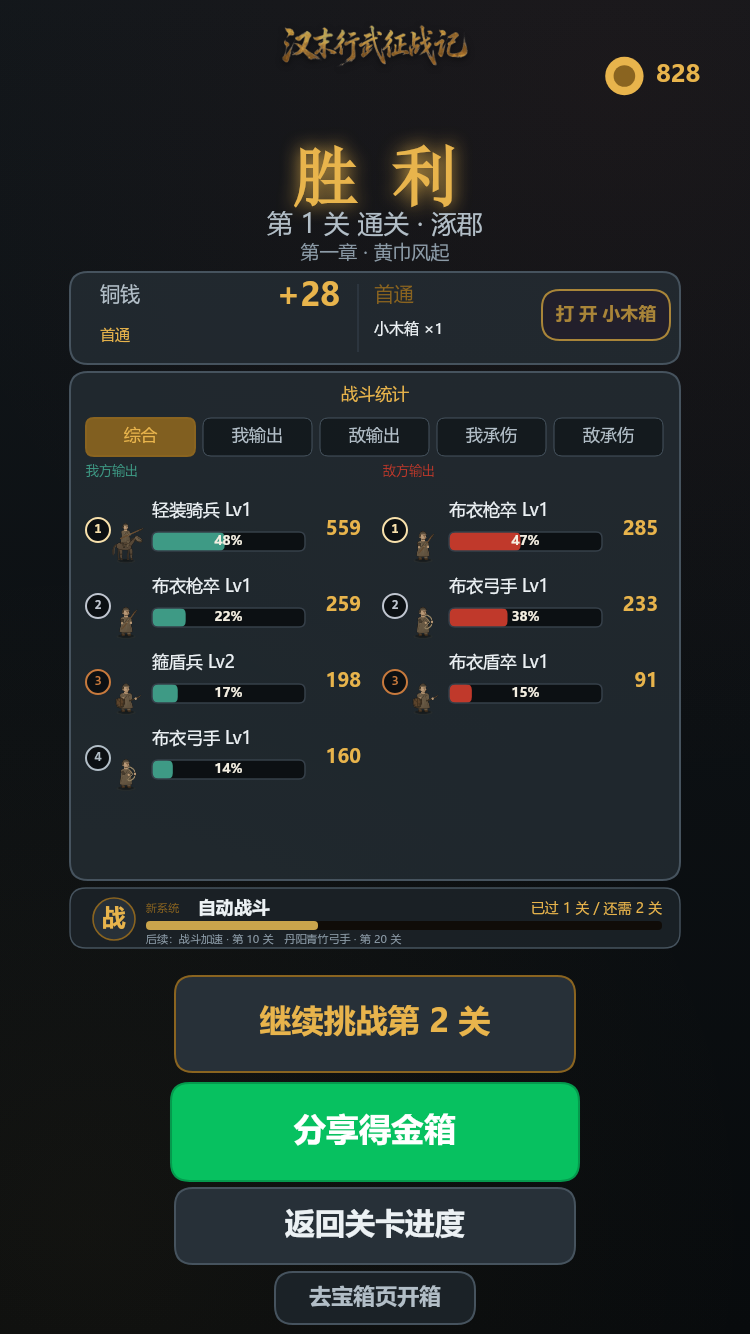 汉末行武征战记
828
胜利
第 1 关 通关 · 涿郡
第一章 · 黄巾风起
铜钱 +28
首通
首通
小木箱 ×1
打 开 小木箱
战斗统计
综合 我输出 敌输出 我承伤 敌承伤
我方输出
敌方输出
1 轻装骑兵 Lv1
48% 559
2 布衣枪卒 Lv1
22% 259
3 箍盾兵 Lv2
17% 198
4 布衣弓手 Lv1
14% 160
1 布衣枪卒 Lv1
47% 285
2 布衣弓手 Lv1
38% 233
3 布衣盾卒 Lv1
15% 91
战
新系统 自动战斗 已过 1 关 / 还需 2 关
后续：战斗加速 · 第 10 关 丹阳青竹弓手 · 第 20 关
继续挑战第 2 关
分享得金箱
返回关卡进度
去宝箱页开箱